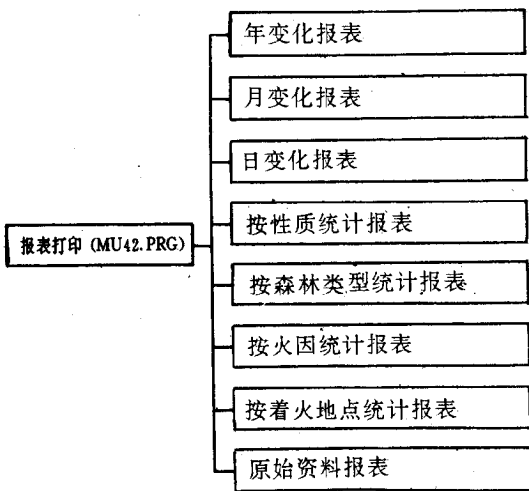 年变化报表
月变化报表
日变化报表
报表打印 (MU42.PRG)
按性质统计报表
按森林类型统计报表
按火因统计报表
按着火地点统计报表
原始资料报表